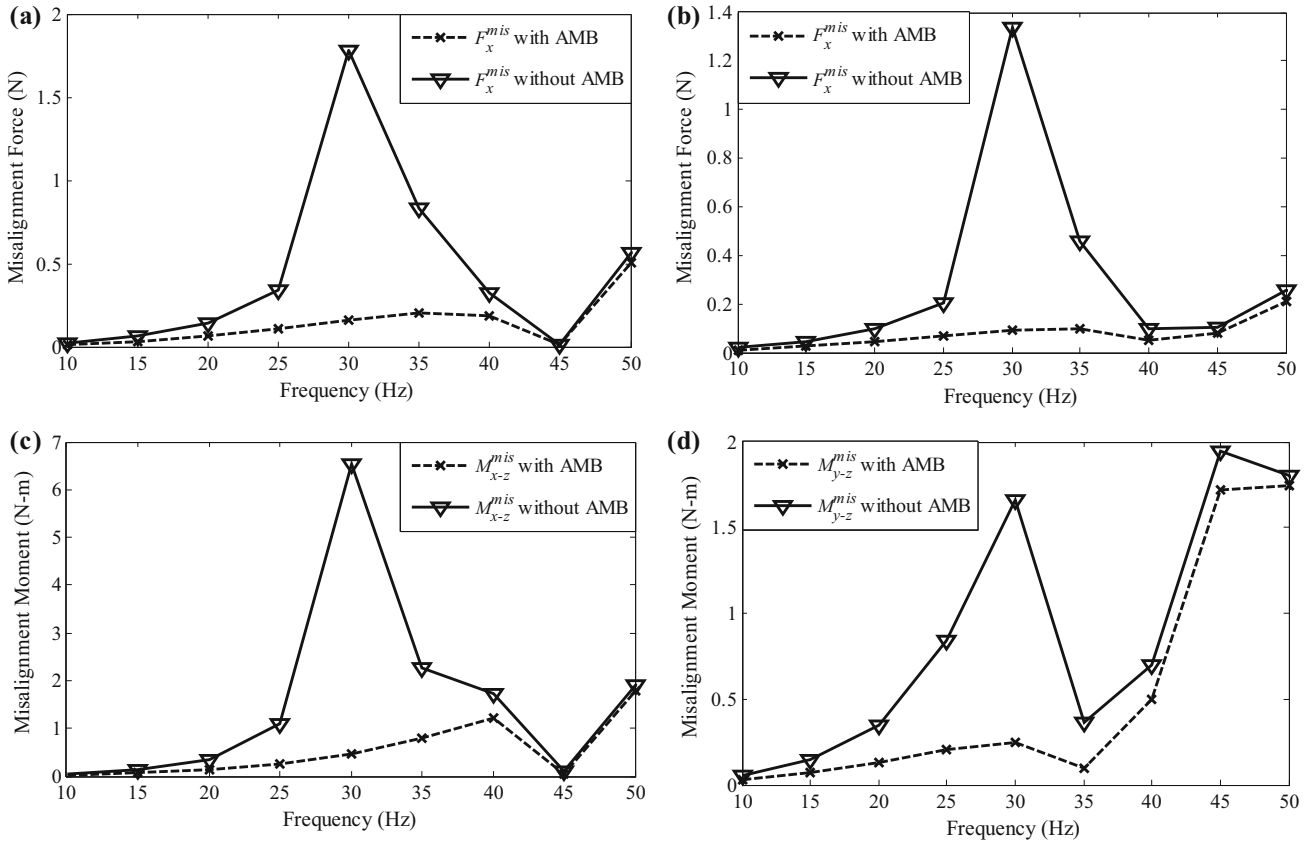 (a)
2
1.5
1
0.5
0
Misalignment Force (N)
F_x^{mis} with AMB
F_x^{mis} without AMB
10 15 20 25 30 35 40 45 50
Frequency (Hz)
(b)
1.4
1.2
1
0.8
0.6
0.4
0.2
0
Misalignment Force (N)
F_x^{mis} with AMB
F_x^{mis} without AMB
10 15 20 25 30 35 40 45 50
Frequency (Hz)
(c)
7
6
5
4
3
2
1
0
Misalignment Moment (N-m)
M_{x-z}^{mis} with AMB
M_{x-z}^{mis} without AMB
10 15 20 25 30 35 40 45 50
Frequency (Hz)
(d)
2
1.5
1
0.5
0
Misalignment Moment (N-m)
M_{y-z}^{mis} with AMB
M_{y-z}^{mis} without AMB
10 15 20 25 30 35 40 45 50
Frequency (Hz)